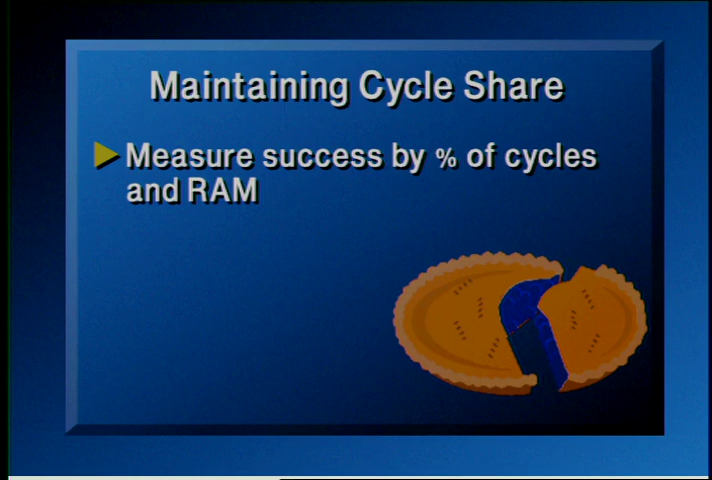 Maintaining Cycle Share
Measure success by % of cycles
and RAM